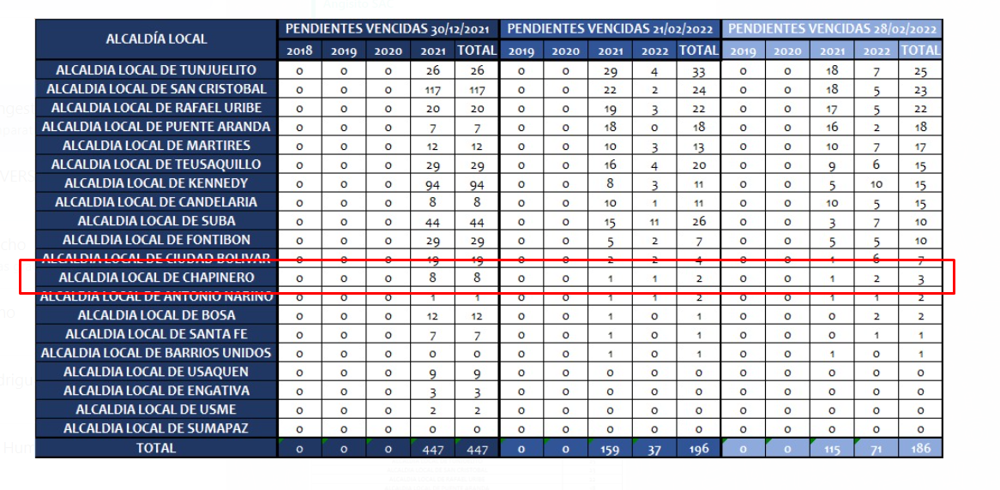 PENDIENTES VENCIDAS 30/12/2021 PENDIENTES VENCIDAS 21/02/2022 PENDIENTES VENCIDAS 28/02/2022
ALCALDÍA LOCAL
2018 2019 2020 2021 TOTAL 2019 2020 2021 2022 TOTAL 2019 2020 2021 2022 TOTAL
ALCALDIA LOCAL DE TUNJUELITO 0 0 0 26 26 0 0 29 4 33 0 0 18 7 25
ALCALDIA LOCAL DE SAN CRISTOBAL 0 0 0 117 117 0 0 22 2 24 0 0 18 5 23
ALCALDIA LOCAL DE RAFAEL URIBE 0 0 0 20 20 0 0 19 3 22 0 0 17 5 22
ALCALDIA LOCAL DE PUENTE ARANDA 0 0 0 7 7 0 0 18 0 18 0 0 16 2 18
ALCALDIA LOCAL DE MARTIRES 0 0 0 12 12 0 0 10 3 13 0 0 10 7 17
ALCALDIA LOCAL DE TEUSAQUILLO 0 0 0 29 29 0 0 16 4 20 0 0 9 6 15
ALCALDIA LOCAL DE KENNEDY 0 0 0 94 94 0 0 8 3 11 0 0 5 10 15
ALCALDIA LOCAL DE CANDELARIA 0 0 0 8 8 0 0 10 1 11 0 0 10 5 15
ALCALDIA LOCAL DE SUBA 0 0 0 44 44 0 0 15 11 26 0 0 3 7 10
ALCALDIA LOCAL DE FONTIBON 0 0 0 29 29 0 0 5 2 7 0 0 5 5 10
ALCALDIA LOCAL DE CIUDAD BOLIVAR 0 0 0 19 19 0 0 2 2 4 0 0 1 6 7
ALCALDIA LOCAL DE CHAPINERO 0 0 0 8 8 0 0 1 1 2 0 0 1 2 3
ALCALDIA LOCAL DE ANTONIO NARIÑO 0 0 0 1 1 0 0 1 1 2 0 0 1 1 2
ALCALDIA LOCAL DE BOSA 0 0 0 12 12 0 0 1 0 1 0 0 0 2 2
ALCALDIA LOCAL DE SANTA FE 0 0 0 7 7 0 0 1 0 1 0 0 0 1 1
ALCALDIA LOCAL DE BARRIOS UNIDOS 0 0 0 0 0 0 0 1 0 1 0 0 1 0 1
ALCALDIA LOCAL DE USAQUEN 0 0 0 9 9 0 0 0 0 0 0 0 0 0 0
ALCALDIA LOCAL DE ENGATIVA 0 0 0 3 3 0 0 0 0 0 0 0 0 0 0
ALCALDIA LOCAL DE USME 0 0 0 2 2 0 0 0 0 0 0 0 0 0 0
ALCALDIA LOCAL DE SUMAPAZ 0 0 0 0 0 0 0 0 0 0 0 0 0 0 0
TOTAL 0 0 0 447 447 0 0 159 37 196 0 0 115 71 186